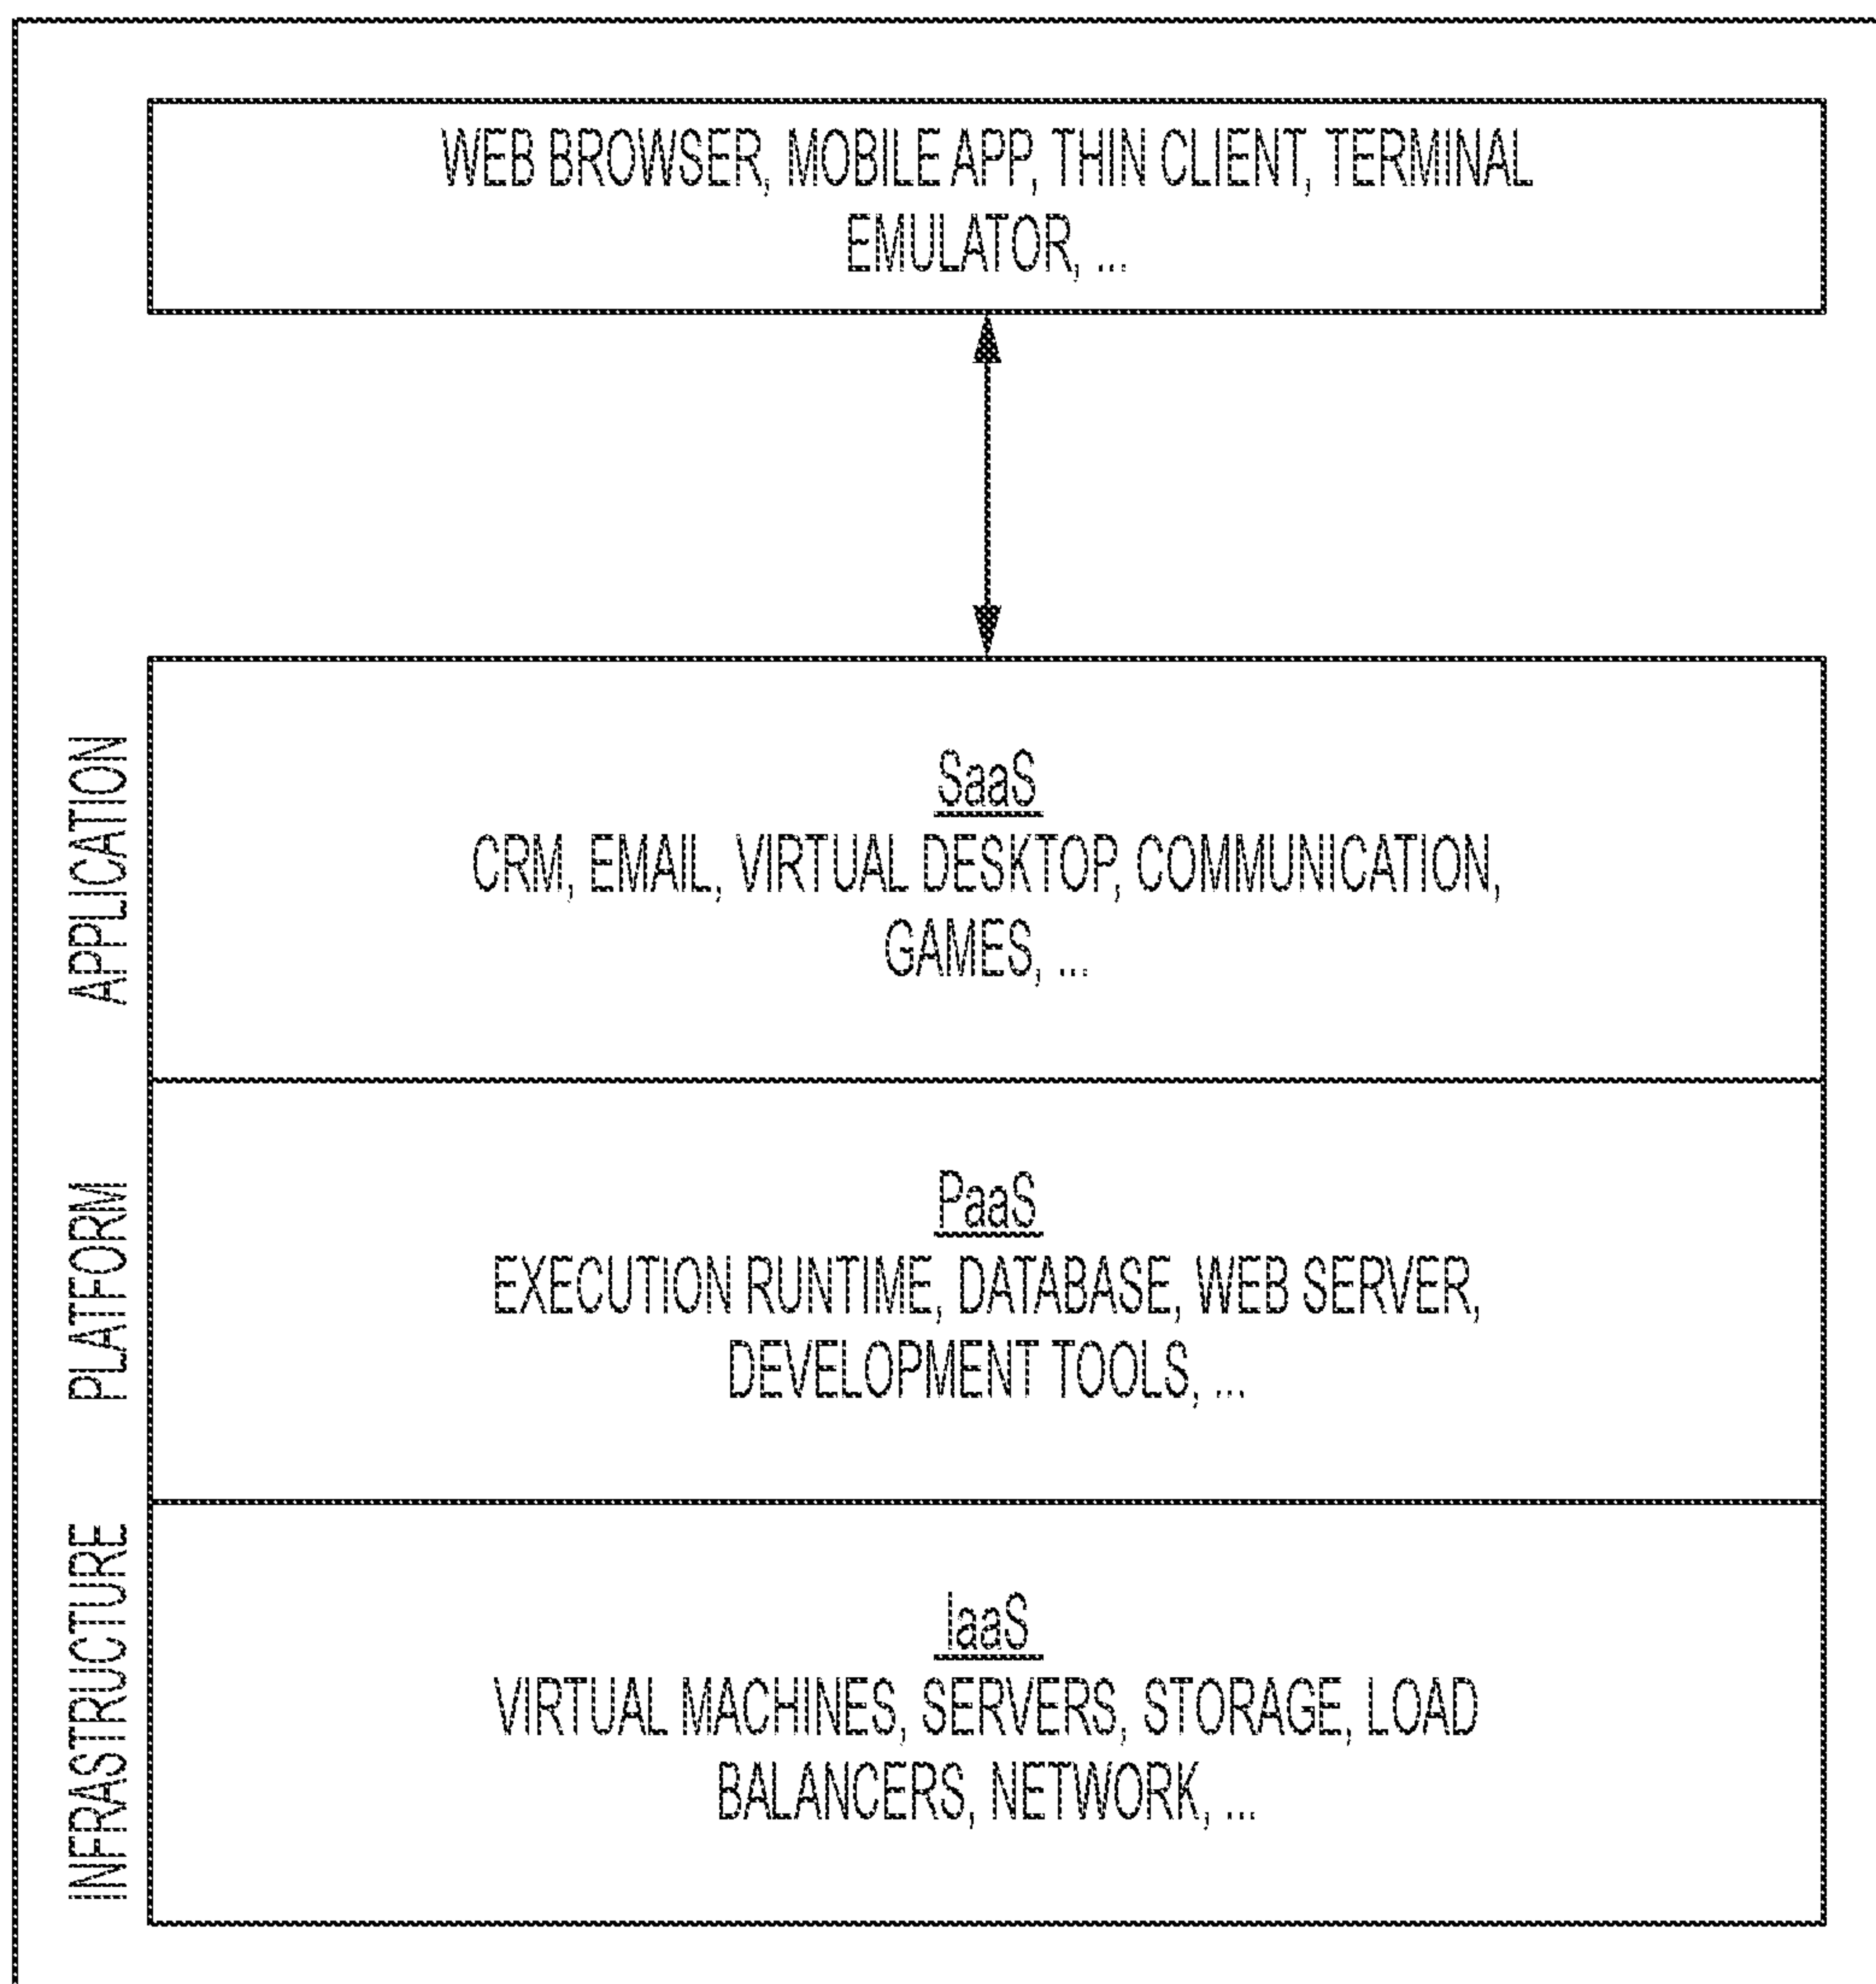 WEB BROWSER, MOBILE APP, THIN CLIENT, TERMINAL
EMULATOR, ...
APPLICATION
SaaS
CRM, EMAIL, VIRTUAL DESKTOP, COMMUNICATION,
GAMES, ...
PLATFORM
PaaS
EXECUTION RUNTIME, DATABASE, WEB SERVER,
DEVELOPMENT TOOLS, ...
INFRASTRUCTURE
IaaS
VIRTUAL MACHINES, SERVERS, STORAGE, LOAD
BALANCERS, NETWORK, ...